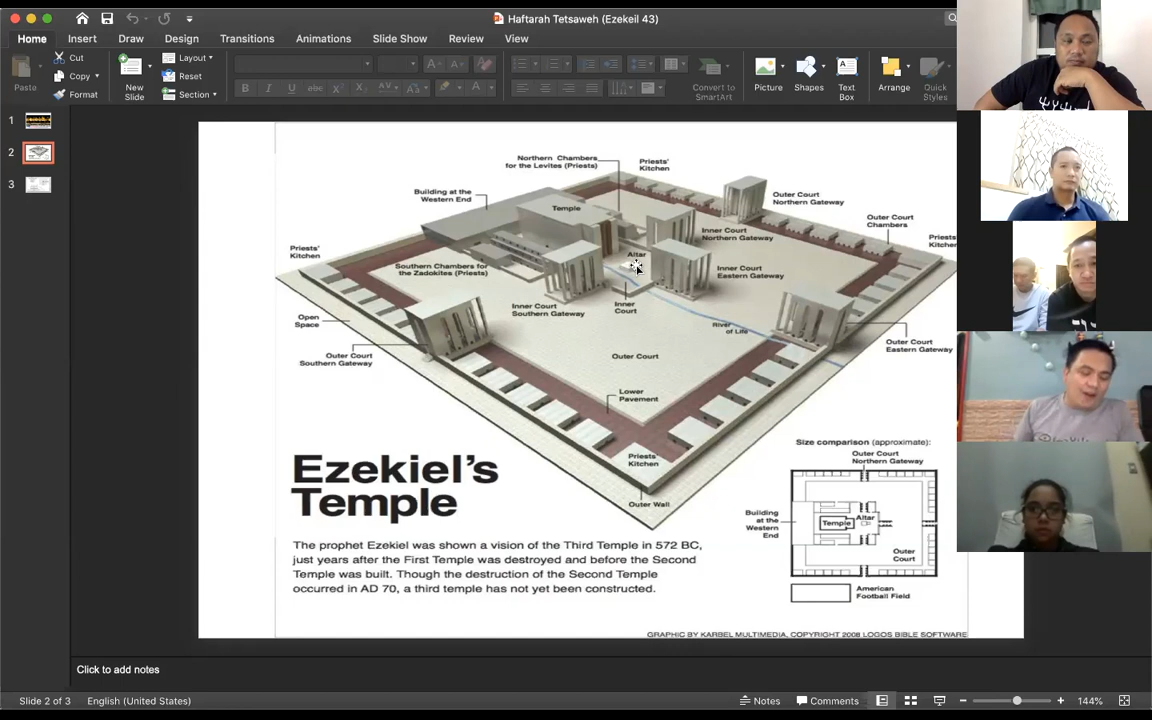 Haftarah Tetsaweh (Ezekeil 43)
Home Insert Draw Design Transitions Animations Slide Show Review View
Paste
Cut
Copy
Format
New
Slide
Layout
Reset
Section
Convert to
SmartArt
Picture
Shapes
Text
Box
Arrange
Quick
Styles
1
2
3
Northern Chambers
for the Levites (Priests)
Priests'
Kitchen
Building at the
Western End
Temple
Outer Court
Northern Gateway
Outer Court
Chambers
Inner Court
Northern Gateway
Priests'
Kitchen
Priests'
Kitchen
Altar
Southern Chambers for
the Zadokites (Priests)
Inner Court
Eastern Gateway
Inner Court
Southern Gateway
Inner
Court
Open
Space
River
of Life
Outer Court
Southern Gateway
Outer Court
Outer Court
Eastern Gateway
Lower
Pavement
Priests'
Kitchen
Outer Wall
Ezekiel's
Temple
The prophet Ezekiel was shown a vision of the Third Temple in 572 BC,
just years after the First Temple was destroyed and before the Second
Temple was built. Though the destruction of the Second Temple
occurred in AD 70, a third temple has not yet been constructed.
Size comparison (approximate):
Outer Court
Northern Gateway
Building
at the
Western
End
Temple
Altar
Outer
Court
American
Football Field
GRAPHIC BY KARBEL MULTIMEDIA, COPYRIGHT 2008 LOGOS BIBLE SOFTWARE
Click to add notes
Slide 2 of 3
English (United States)
Notes
Comments
144%